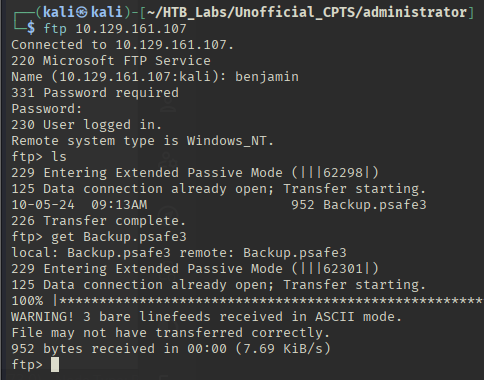 ┌──(kali㉿kali)-[~/HTB_Labs/Unofficial_CPTS/administrator]
└─$ ftp 10.129.161.107
Connected to 10.129.161.107.
220 Microsoft FTP Service
Name (10.129.161.107:kali): benjamin
331 Password required
Password:
230 User logged in.
Remote system type is Windows_NT.
ftp> ls
229 Entering Extended Passive Mode (|||62298|)
125 Data connection already open; Transfer starting.
10-05-24  09:13AM                  952 Backup.psafe3
226 Transfer complete.
ftp> get Backup.psafe3
local: Backup.psafe3 remote: Backup.psafe3
229 Entering Extended Passive Mode (|||62301|)
125 Data connection already open; Transfer starting.
100% |*****************************************************
WARNING! 3 bare linefeeds received in ASCII mode.
File may not have transferred correctly.
952 bytes received in 00:00 (7.69 KiB/s)
ftp>